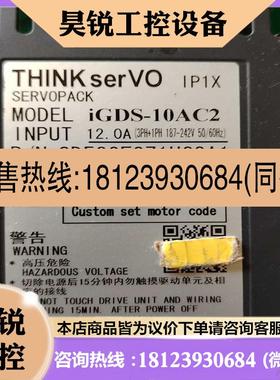 昊锐工控设备
THINK serVO IP1X
SERVOPACK
MODEL iGDS-10AC2
INPUT 12.0A (3PH+1PH 187-242V 50/60Hz)
售热线:18123930684(同
Custom set motor code
警告
WARNING
高压危险
HAZARDOUS VOLTAGE
切除电源后15分钟内勿触摸驱动单元及相
NOT TOUCH DRIVE UNIT AND MOTOR
WIRING 15MIN. AFTER POWER OFF
本店商品皆为议价下单请咨询客服
咨询热线:18123930684 (微
工控